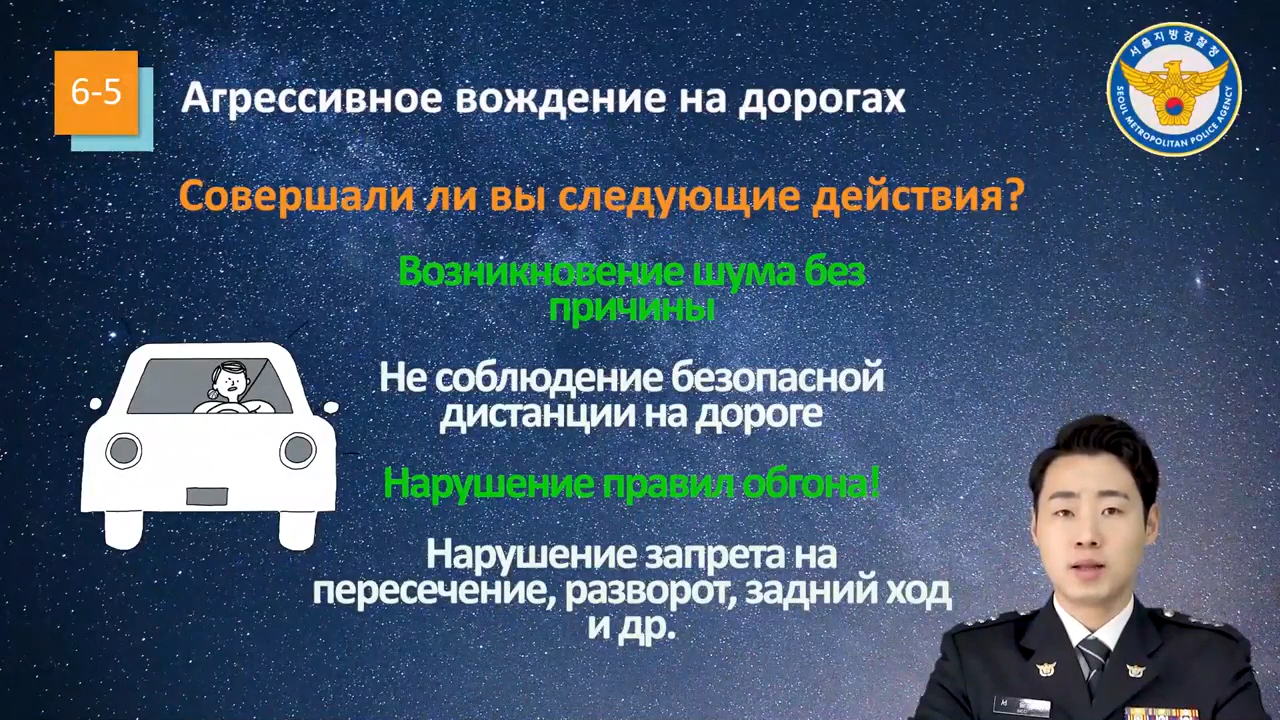 6-5
Агрессивное вождение на дорогах
서울지방경찰청
SEOUL METROPOLITAN POLICE AGENCY
Совершали ли вы следующие действия?
Возникновение шума без
причины
Не соблюдение безопасной
дистанции на дороге
Нарушение правил обгона!
Нарушение запрета на
пересечение, разворот, задний ход
и др.